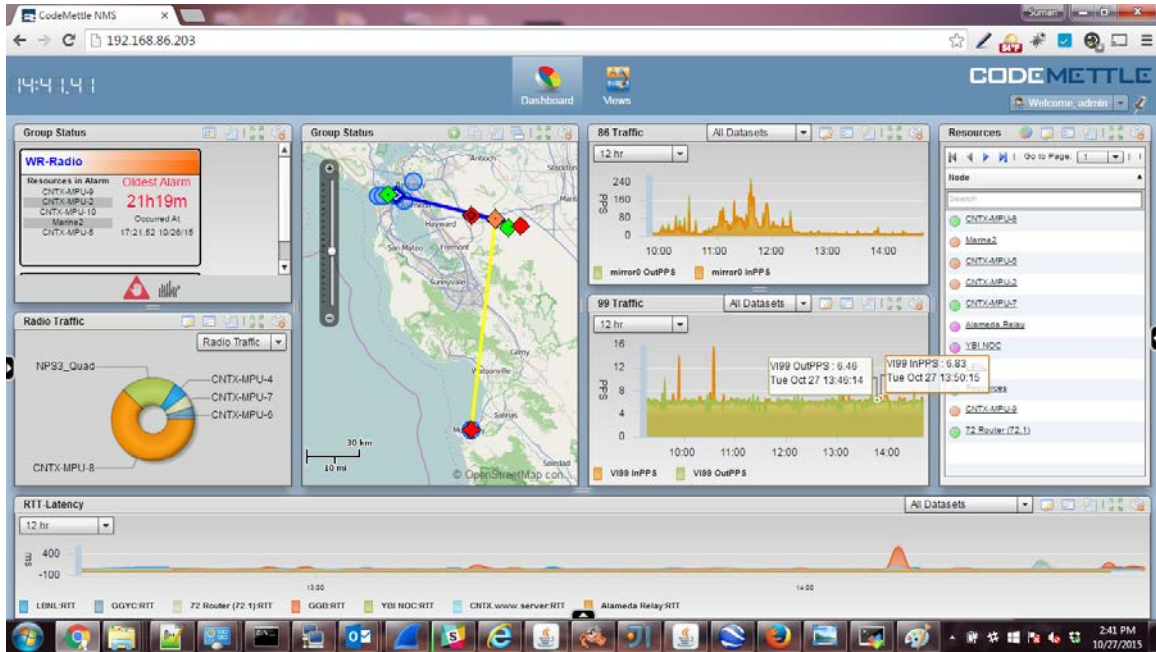 CodeMettle NMS
Suman
192.168.86.203
14:41.41
Dashboard
Views
CODEMETTLE
Welcome, admin
Group Status
WR-Radio
Resources in Alarm
CNTX-MPU-9
CNTX-MPU-2
CNTX-MPU-10
Marine2
CNTX-MPU-5
Oldest Alarm
21h19m
Occurred At
17:21.52 10/26/15
Radio Traffic
Radio Traffic
NPS3_Quad
CNTX-MPU-4
CNTX-MPU-7
CNTX-MPU-6
CNTX-MPU-8
Group Status
Antioch
Stockton
Hayward
San Mateo
Fremont
Sunnyvale
Watsonville
Salinas
Soledad
30 km
10 mi
© OpenStreetMap con...
86 Traffic
All Datasets
12 hr
PPS
240
160
80
0
10:00 11:00 12:00 13:00 14:00
mirror0 OutPPS mirror0 InPPS
99 Traffic
All Datasets
12 hr
PPS
16
12
8
4
0
VI99 OutPPS : 6.46
Tue Oct 27 13:46:14
VI99 InPPS : 6.83
Tue Oct 27 13:50:15
10:00 11:00 12:00 13:00 14:00
VI99 InPPS VI99 OutPPS
Resources
Go to Page: 1
Node
Search
CNTX-MPU-8
Marine2
CNTX-MPU-5
CNTX-MPU-2
CNTX-MPU-7
Alameda Relay
YBI NOC
CNTX-MPU-9
72 Router (72.1)
RTT-Latency
All Datasets
12 hr
ms
400
-100
13:00
14:00
LBNL:RTT GGYC:RTT 72 Router (72.1):RTT GGB:RTT YBI NOC:RTT CNTX www server:RTT Alameda Relay:RTT
2:41 PM
10/27/2015